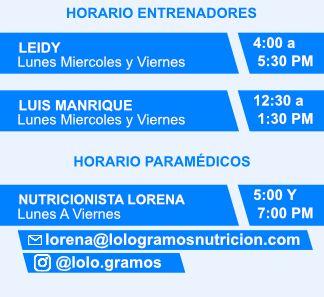 HORARIO ENTRENADORES
LEIDY
Lunes Miercoles y Viernes
4:00 a
5:30 PM
LUIS MANRIQUE
Lunes Miercoles y Viernes
12:30 a
1:30 PM
HORARIO PARAMÉDICOS
NUTRICIONISTA LORENA
Lunes A Viernes
5:00 Y
7:00 PM
lorena@lologramosnutricion.com
@lolo.gramos